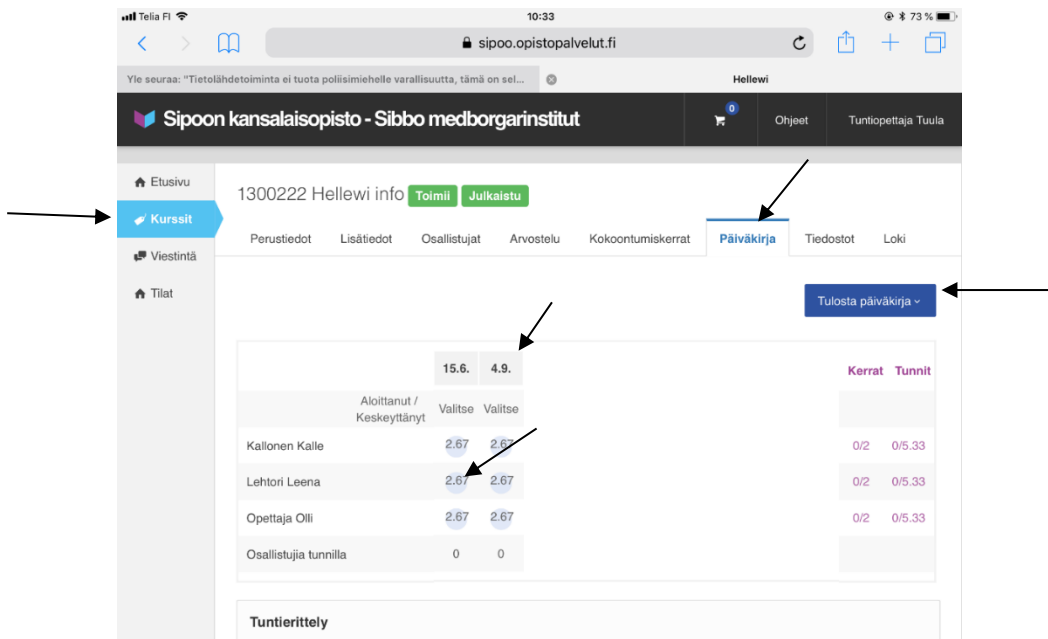 Telia FI 10:33 73 %
sipoo.opistopalvelut.fi
Yle seuraa: "Tietolähdetoiminta ei tuota poliisimiehelle varallisuutta, tämä on sel... Hellewi
Sipoon kansalaisopisto - Sibbo medborgarinstitut 0 Ohjeet Tuntiopettaja Tuula
Etusivu
Kurssit
Viestintä
Tilat
1300222 Hellewi info Toimii Julkaistu
Perustiedot Lisätiedot Osallistujat Arvostelu Kokoontumiskerrat Päiväkirja Tiedostot Loki
Tulosta päiväkirja
15.6. 4.9. Kerrat Tunnit
Aloittanut /
Keskeyttänyt Valitse Valitse
Kallonen Kalle 2.67 2.67 0/2 0/5.33
Lehtori Leena 2.67 2.67 0/2 0/5.33
Opettaja Olli 2.67 2.67 0/2 0/5.33
Osallistujia tunnilla 0 0
Tuntierittely